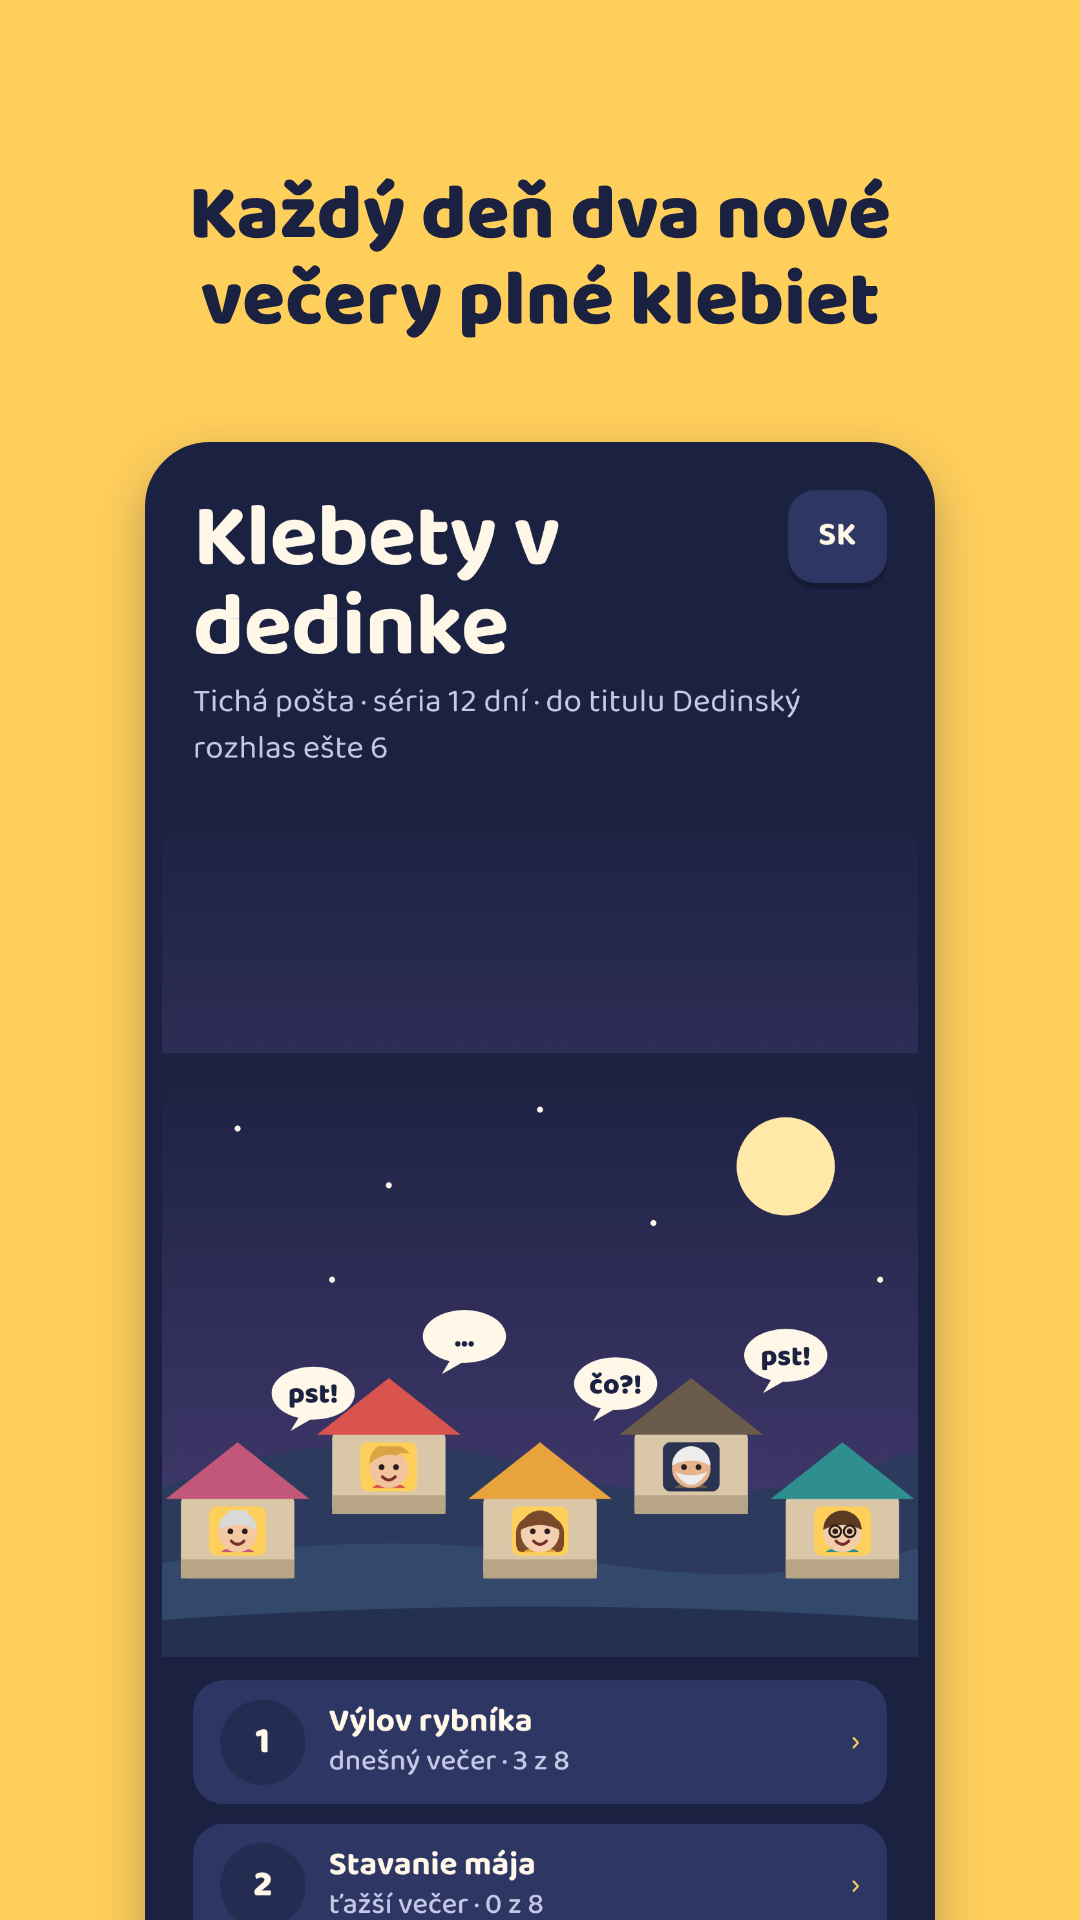 Každý deň dva nové
večery plné klebiet
Klebety v
dedinke
SK
Tichá pošta · séria 12 dní · do titulu Dedinský
rozhlas ešte 6
...
pst!
čo?!
pst!
1
Výlov rybníka
dnešný večer · 3 z 8
›
2
Stavanie mája
ťažší večer · 0 z 8
›